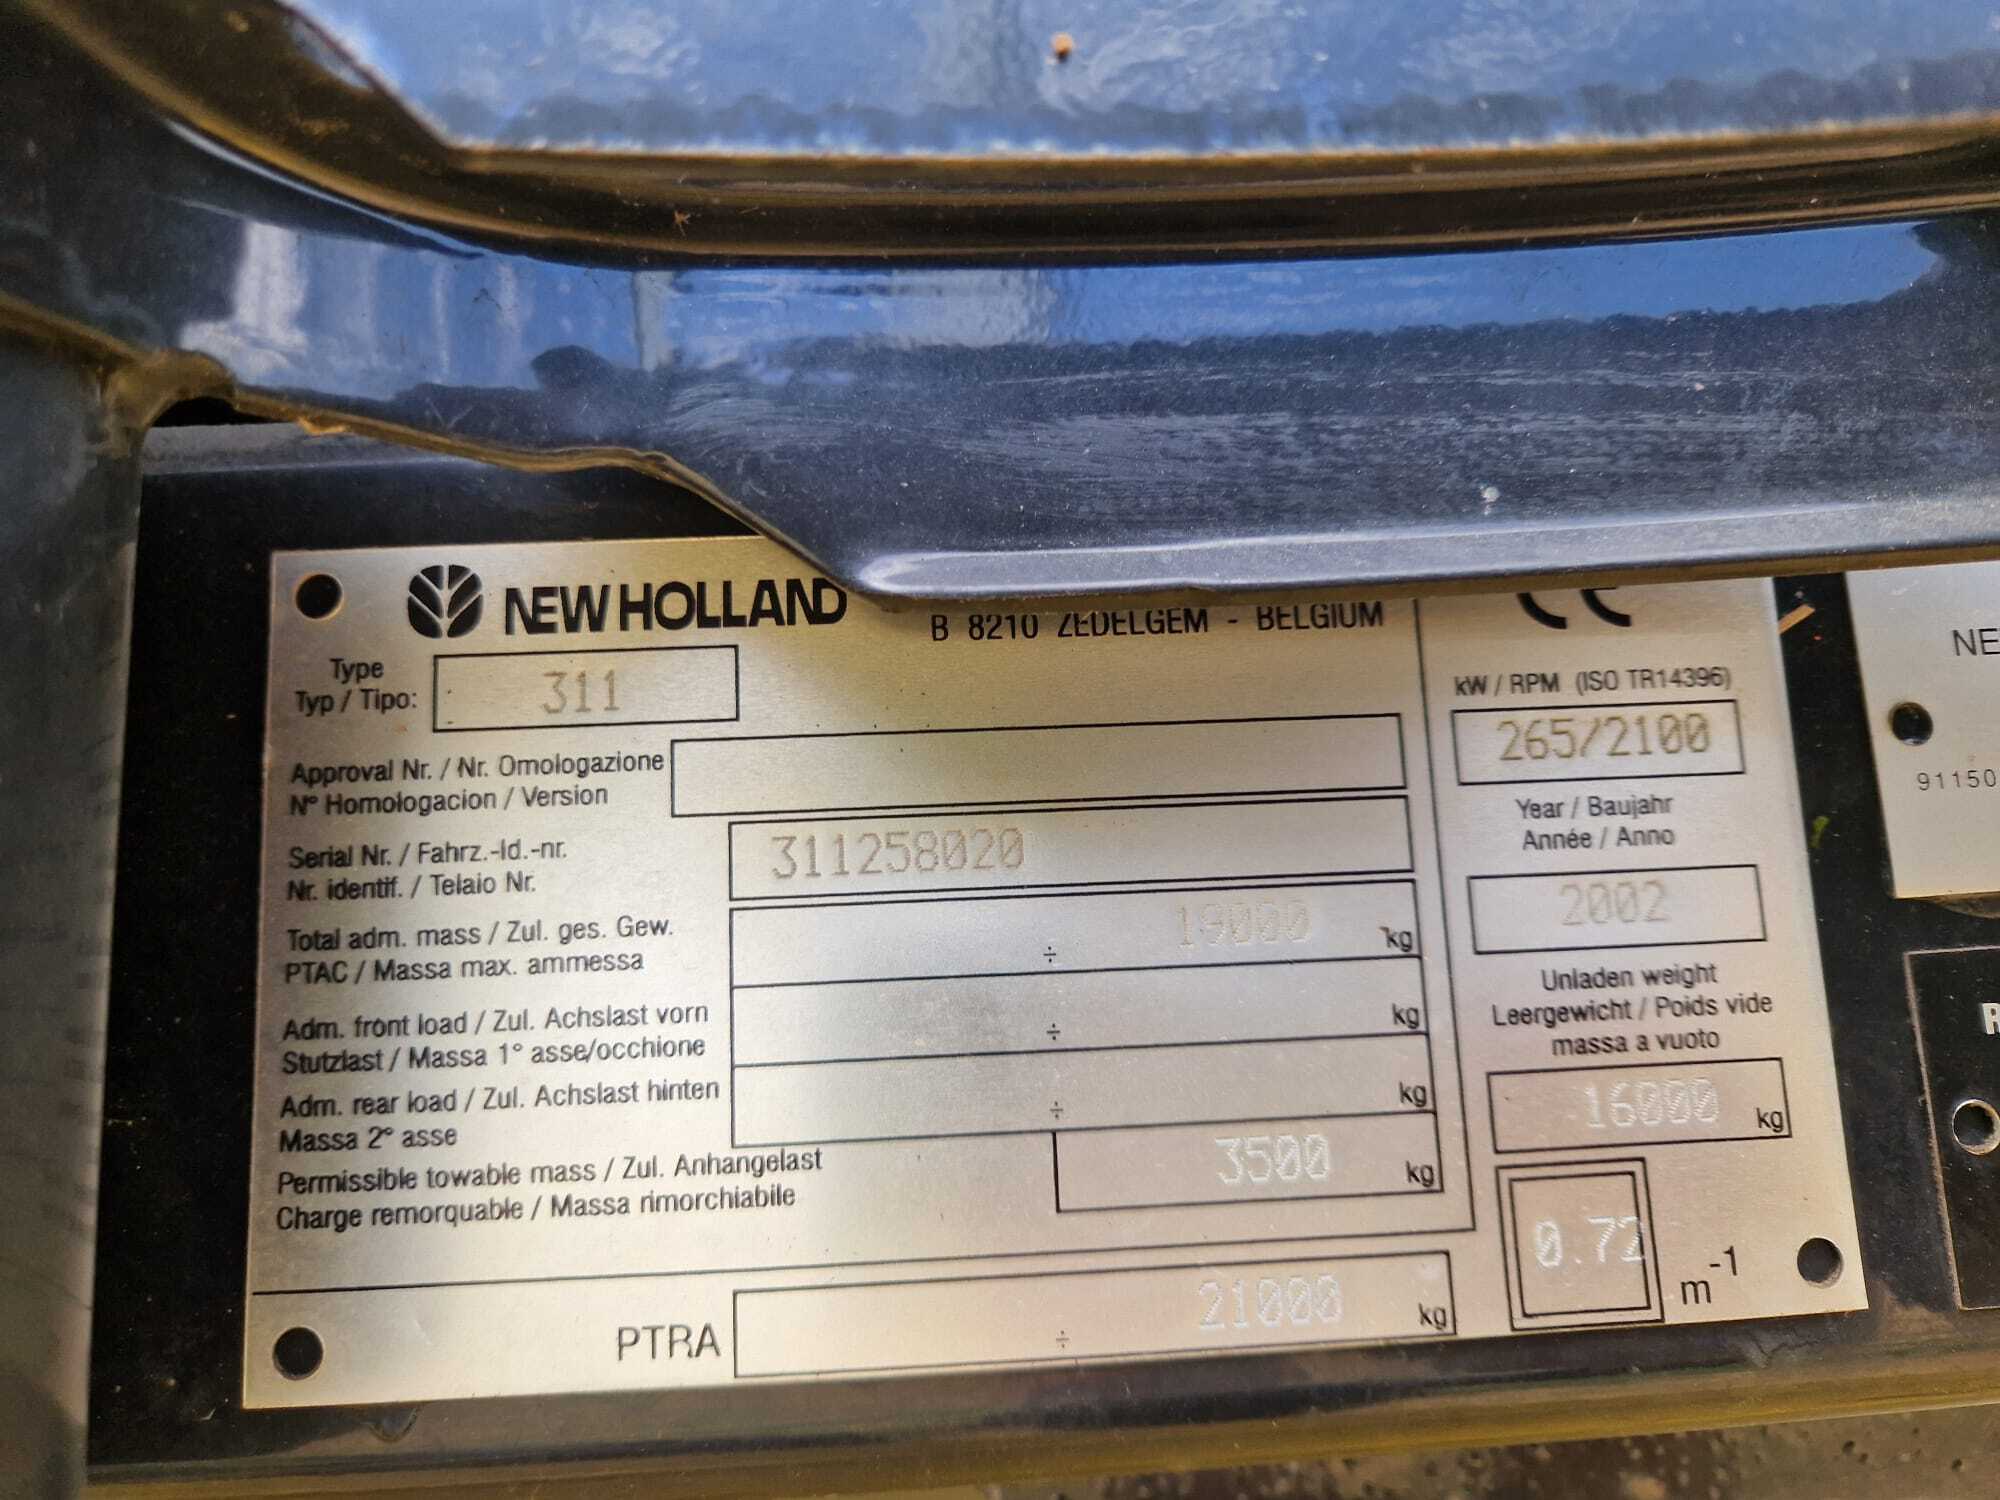 NEW HOLLAND
B 8210 ZEDELGEM - BELGIUM
Type
Typ / Tipo:
311
kW / RPM (ISO TR14396)
265/2100
Approval Nr. / Nr. Omologazione
N° Homologacion / Version
Year / Baujahr
Année / Anno
2002
Serial Nr. / Fahrz.-Id.-nr.
Nr. identif. / Telaio Nr.
311258020
Total adm. mass / Zul. ges. Gew.
PTAC / Massa max. ammessa
÷ 19000 kg
Unladen weight
Leergewicht / Poids vide
massa a vuoto
16000 kg
Adm. front load / Zul. Achslast vorn
Stutzlast / Massa 1° asse/occhione
÷ kg
Adm. rear load / Zul. Achslast hinten
Massa 2° asse
÷ kg
Permissible towable mass / Zul. Anhangelast
Charge remorquable / Massa rimorchiabile
3500 kg
0.72 m-1
PTRA
÷ 21000 kg
NE
91150
R